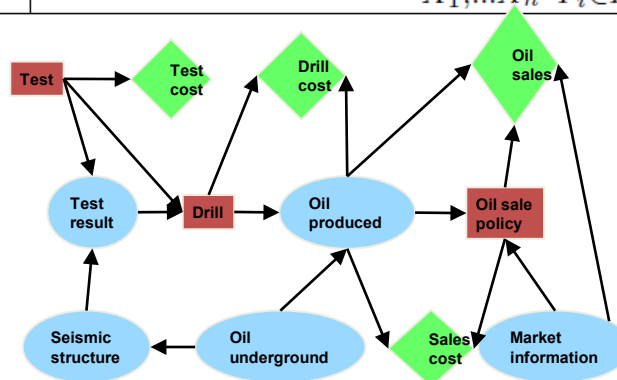 Test
Test
cost
Drill
cost
Oil
sales
Test
result
Drill
Oil
produced
Oil sale
policy
Seismic
structure
Oil
underground
Sales
cost
Market
information